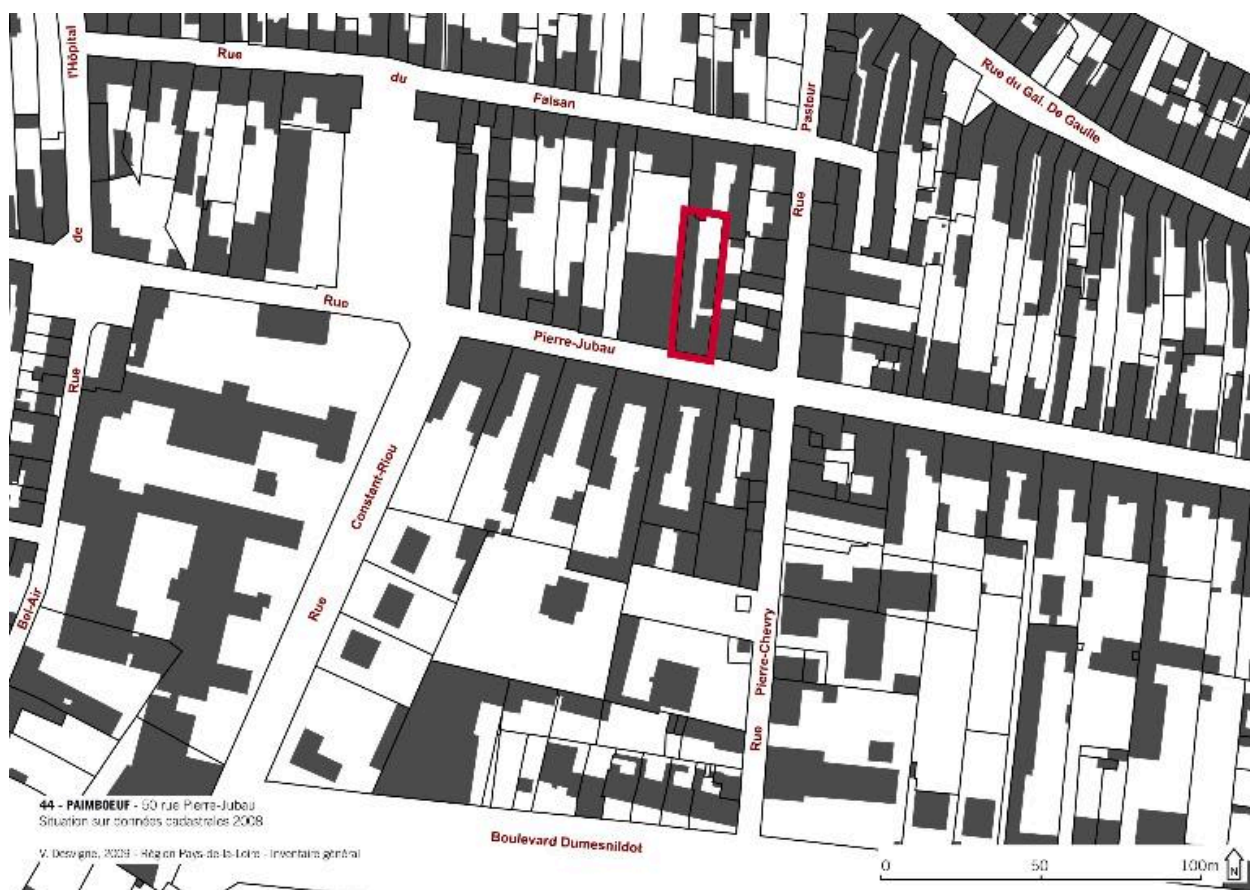 l'Hôpital
de
Rue
du
Falsan
Rue du Gal. De Gaulle
Pastour
Rue
Rue
Pierre-Jubau
Rue
Bel-Air
Constant-Riou
Rue
Pierre-Chevry
Rue
44 - PAIMBOEUF - 50 rue Pierre-Jubau
Situation sur données cadastrales 2008
V. Desvigne, 2009 - Région Pays-de-la-Loire - Inventaire général
Boulevard Dumesnildot
0 50 100m
N